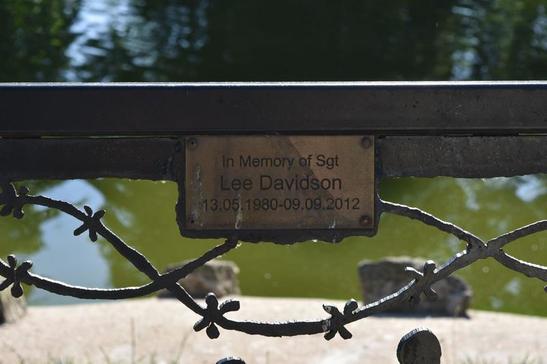 In Memory of Sgt
Lee Davidson
13.05.1980-09.09.2012